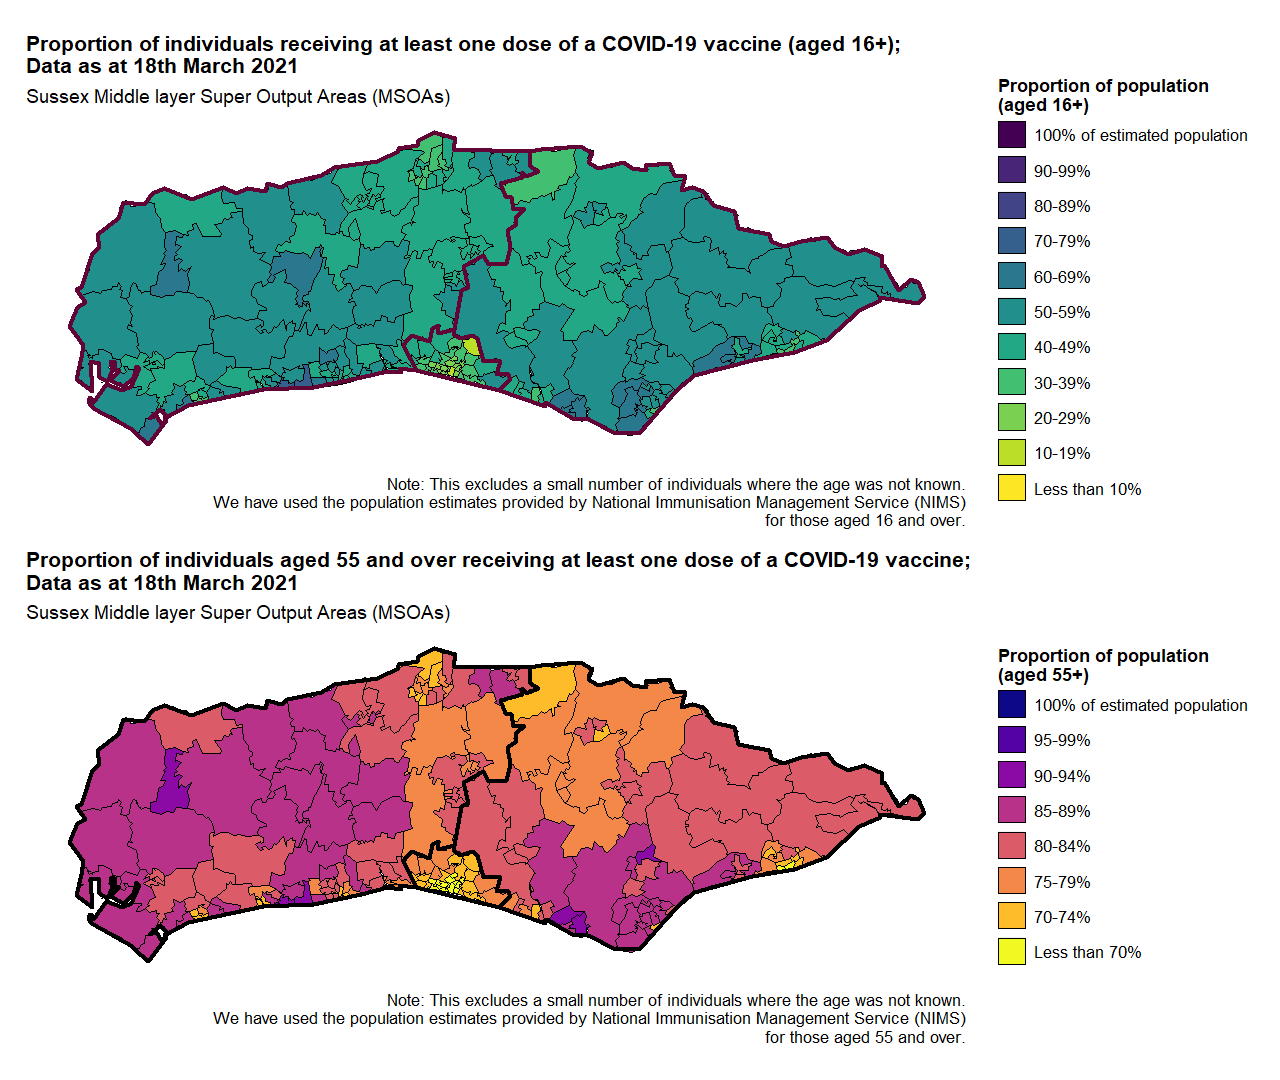 Proportion of individuals receiving at least one dose of a COVID-19 vaccine (aged 16+);
Data as at 18th March 2021
Sussex Middle layer Super Output Areas (MSOAs)
Proportion of population
(aged 16+)
100% of estimated population
90-99%
80-89%
70-79%
60-69%
50-59%
40-49%
30-39%
20-29%
10-19%
Less than 10%
Note: This excludes a small number of individuals where the age was not known.
We have used the population estimates provided by National Immunisation Management Service (NIMS)
for those aged 16 and over.
Proportion of individuals aged 55 and over receiving at least one dose of a COVID-19 vaccine;
Data as at 18th March 2021
Sussex Middle layer Super Output Areas (MSOAs)
Proportion of population
(aged 55+)
100% of estimated population
95-99%
90-94%
85-89%
80-84%
75-79%
70-74%
Less than 70%
Note: This excludes a small number of individuals where the age was not known.
We have used the population estimates provided by National Immunisation Management Service (NIMS)
for those aged 55 and over.